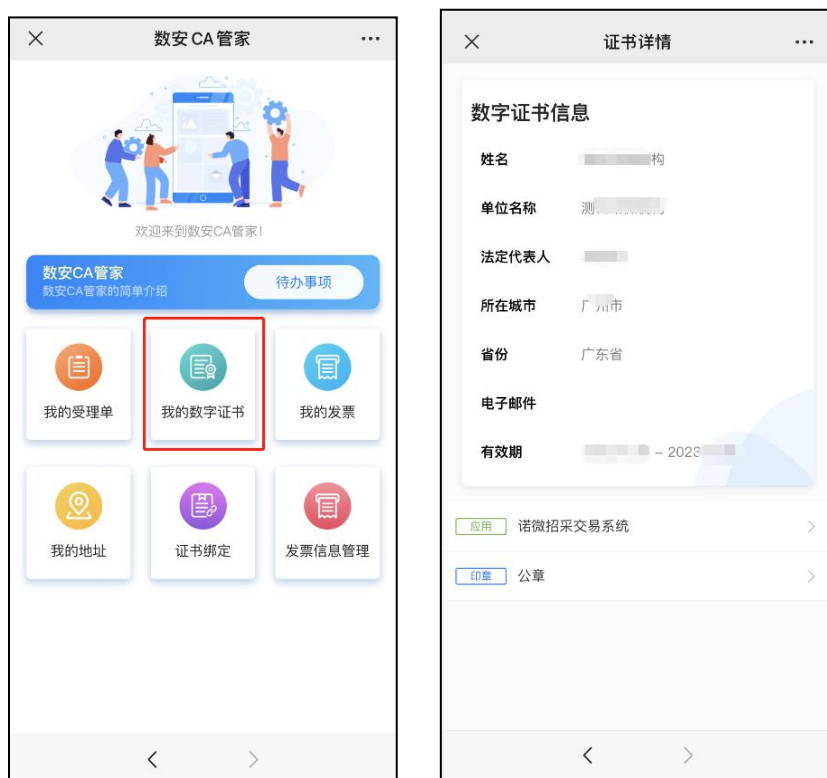 数安CA管家
欢迎来到数安CA管家!
数安CA管家
数安CA管家的简单介绍
待办事项
我的受理单
我的数字证书
我的发票
我的地址
证书绑定
发票信息管理
证书详情
数字证书信息
姓名 构
单位名称 测
法定代表人
所在城市 广州市
省份 广东省
电子邮件
有效期 – 2023
应用 诺微招采交易系统
印章 公章